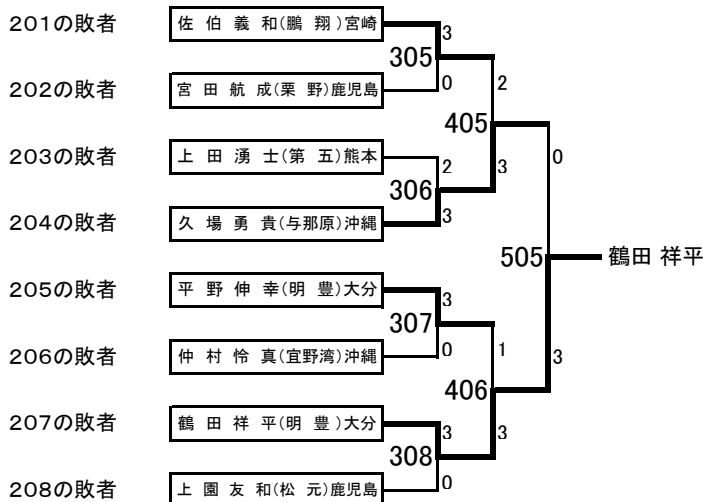 201の敗者 佐 伯 義 和(鵬 翔)宮崎 3
305
202の敗者 宮 田 航 成(栗 野)鹿児島 0 2
405
203の敗者 上 田 湧 士(第 五)熊本 2 3 0
306
204の敗者 久 場 勇 貴(与那原)沖縄 3
505 鶴田 祥平
205の敗者 平 野 伸 幸(明 豊)大分 3
307
206の敗者 仲 村 怜 真(宜野湾)沖縄 0 1 3
406
207の敗者 鶴 田 祥 平(明 豊)大分 3 3
308
208の敗者 上 園 友 和(松 元)鹿児島 0